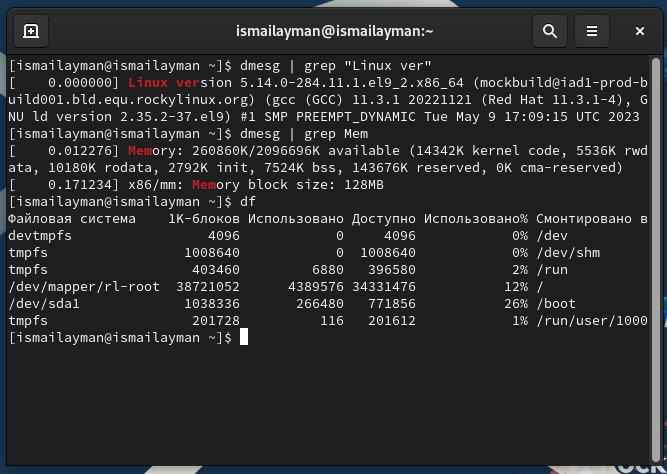 ismailayman@ismailayman:~
[ismailayman@ismailayman ~]$ dmesg | grep "Linux ver"
[    0.000000] Linux version 5.14.0-284.11.1.el9_2.x86_64 (mockbuild@iad1-prod-b
uild001.bld.equ.rockylinux.org) (gcc (GCC) 11.3.1 20221121 (Red Hat 11.3.1-4), G
NU ld version 2.35.2-37.el9) #1 SMP PREEMPT_DYNAMIC Tue May 9 17:09:15 UTC 2023
[ismailayman@ismailayman ~]$ dmesg | grep Mem
[    0.012276] Memory: 260860K/2096696K available (14342K kernel code, 5536K rwd
ata, 10180K rodata, 2792K init, 7524K bss, 143676K reserved, 0K cma-reserved)
[    0.171234] x86/mm: Memory block size: 128MB
[ismailayman@ismailayman ~]$ df
Файловая система    1K-блоков Использовано Доступно Использовано% Смонтировано в
devtmpfs                 4096            0     4096            0% /dev
tmpfs                 1008640            0  1008640            0% /dev/shm
tmpfs                  403460         6880   396580            2% /run
/dev/mapper/rl-root  38721052      4389576 34331476           12% /
/dev/sda1             1038336       266480   771856           26% /boot
tmpfs                  201728          116   201612            1% /run/user/1000
[ismailayman@ismailayman ~]$